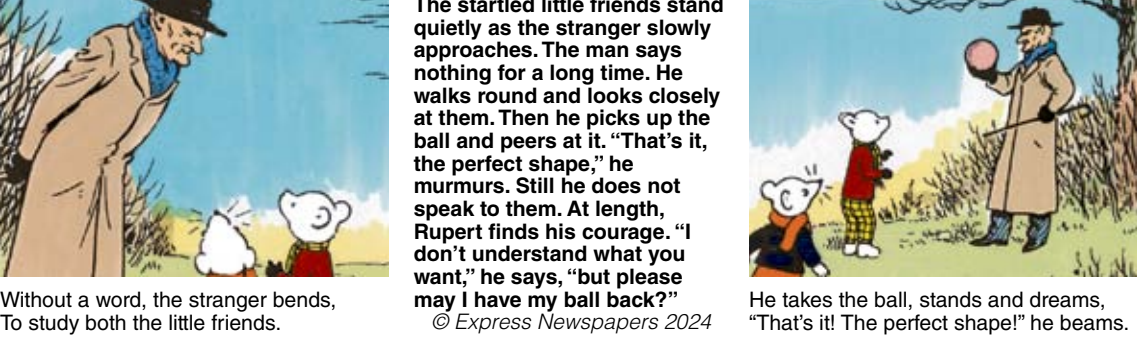 The startled little friends stand
quietly as the stranger slowly
approaches. The man says
nothing for a long time. He
walks round and looks closely
at them. Then he picks up the
ball and peers at it. “That’s it,
the perfect shape,” he
murmurs. Still he does not
speak to them. At length,
Rupert finds his courage. “I
don’t understand what you
want,” he says, “but please
may I have my ball back?”
© Express Newspapers 2024
Without a word, the stranger bends,
To study both the little friends.
He takes the ball, stands and dreams,
“That’s it! The perfect shape!” he beams.